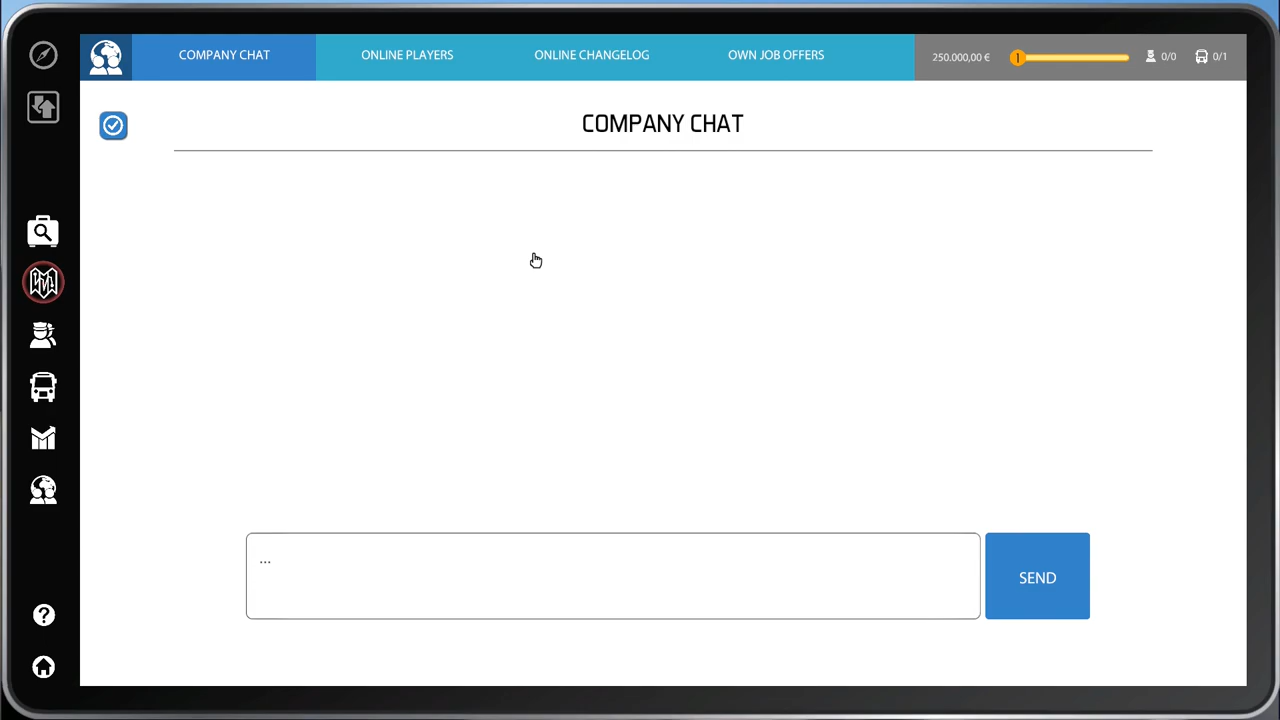 COMPANY CHAT
ONLINE PLAYERS
ONLINE CHANGELOG
OWN JOB OFFERS
250.000,00 €
0/0
0/1
COMPANY CHAT
...
SEND